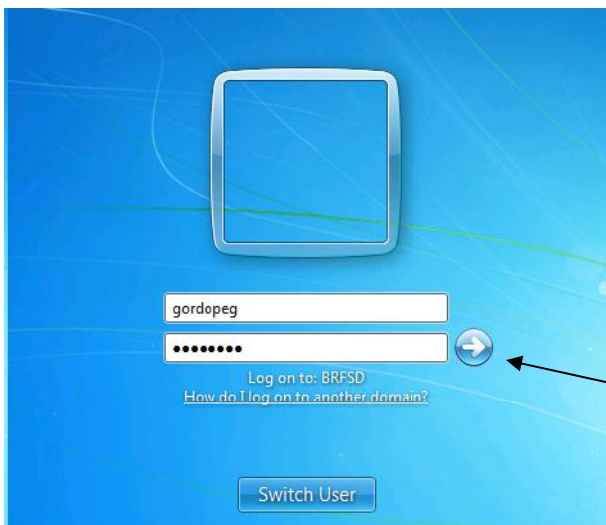 gordopeg
••••••••
Log on to: BRFSD
How do I log on to another domain?
Switch User